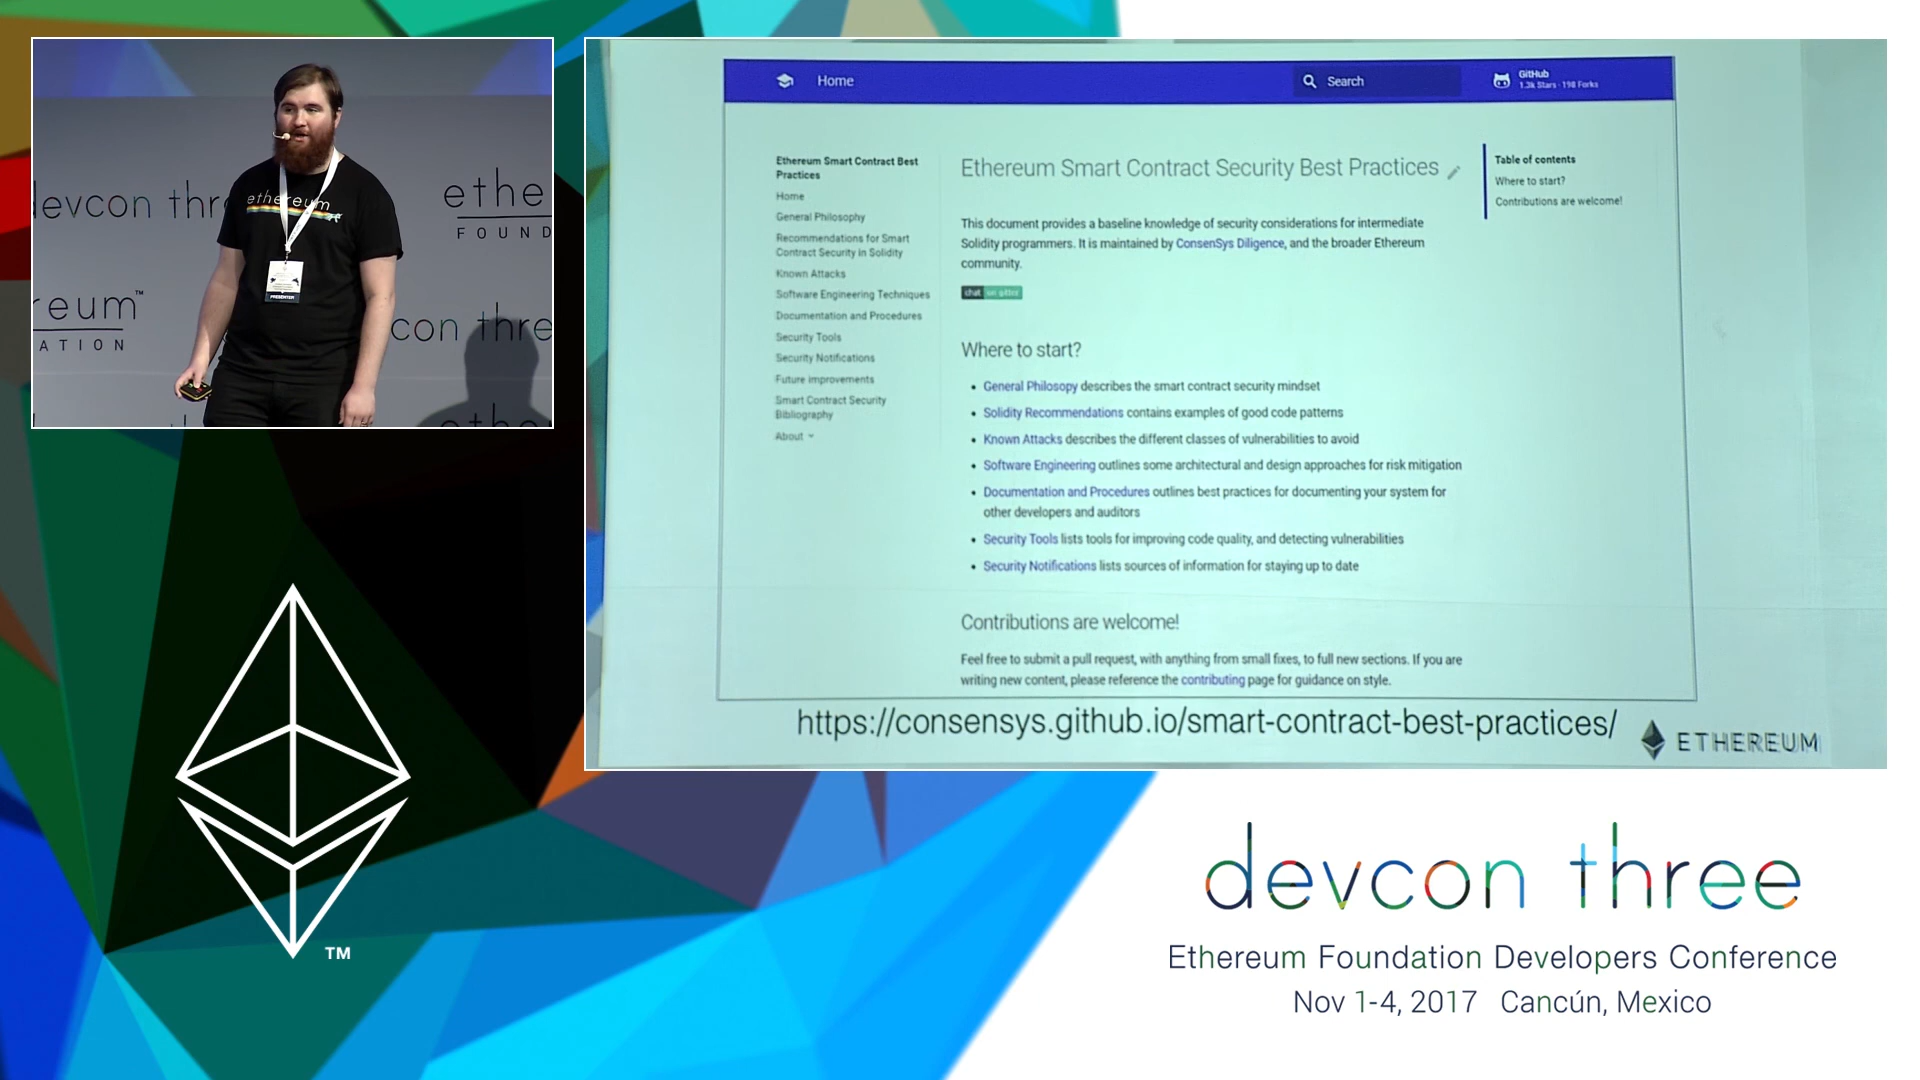 devcon thr
ethe
FOUND
reum™
ATION
con three
ethereum
PRESENTER
Home
Search
GitHub
1.3k Stars · 198 Forks
Ethereum Smart Contract Best
Practices
Home
General Philosophy
Recommendations for Smart
Contract Security in Solidity
Known Attacks
Software Engineering Techniques
Documentation and Procedures
Security Tools
Security Notifications
Future improvements
Smart Contract Security
Bibliography
About
Ethereum Smart Contract Security Best Practices
This document provides a baseline knowledge of security considerations for intermediate
Solidity programmers. It is maintained by ConsenSys Diligence, and the broader Ethereum
community.
chat on gitter
Where to start?
• General Philosopy describes the smart contract security mindset
• Solidity Recommendations contains examples of good code patterns
• Known Attacks describes the different classes of vulnerabilities to avoid
• Software Engineering outlines some architectural and design approaches for risk mitigation
• Documentation and Procedures outlines best practices for documenting your system for
other developers and auditors
• Security Tools lists tools for improving code quality, and detecting vulnerabilities
• Security Notifications lists sources of information for staying up to date
Contributions are welcome!
Feel free to submit a pull request, with anything from small fixes, to full new sections. If you are
writing new content, please reference the contributing page for guidance on style.
Table of contents
Where to start?
Contributions are welcome!
https://consensys.github.io/smart-contract-best-practices/
ETHEREUM
TM
devcon three
Ethereum Foundation Developers Conference
Nov 1-4, 2017 Cancún, Mexico